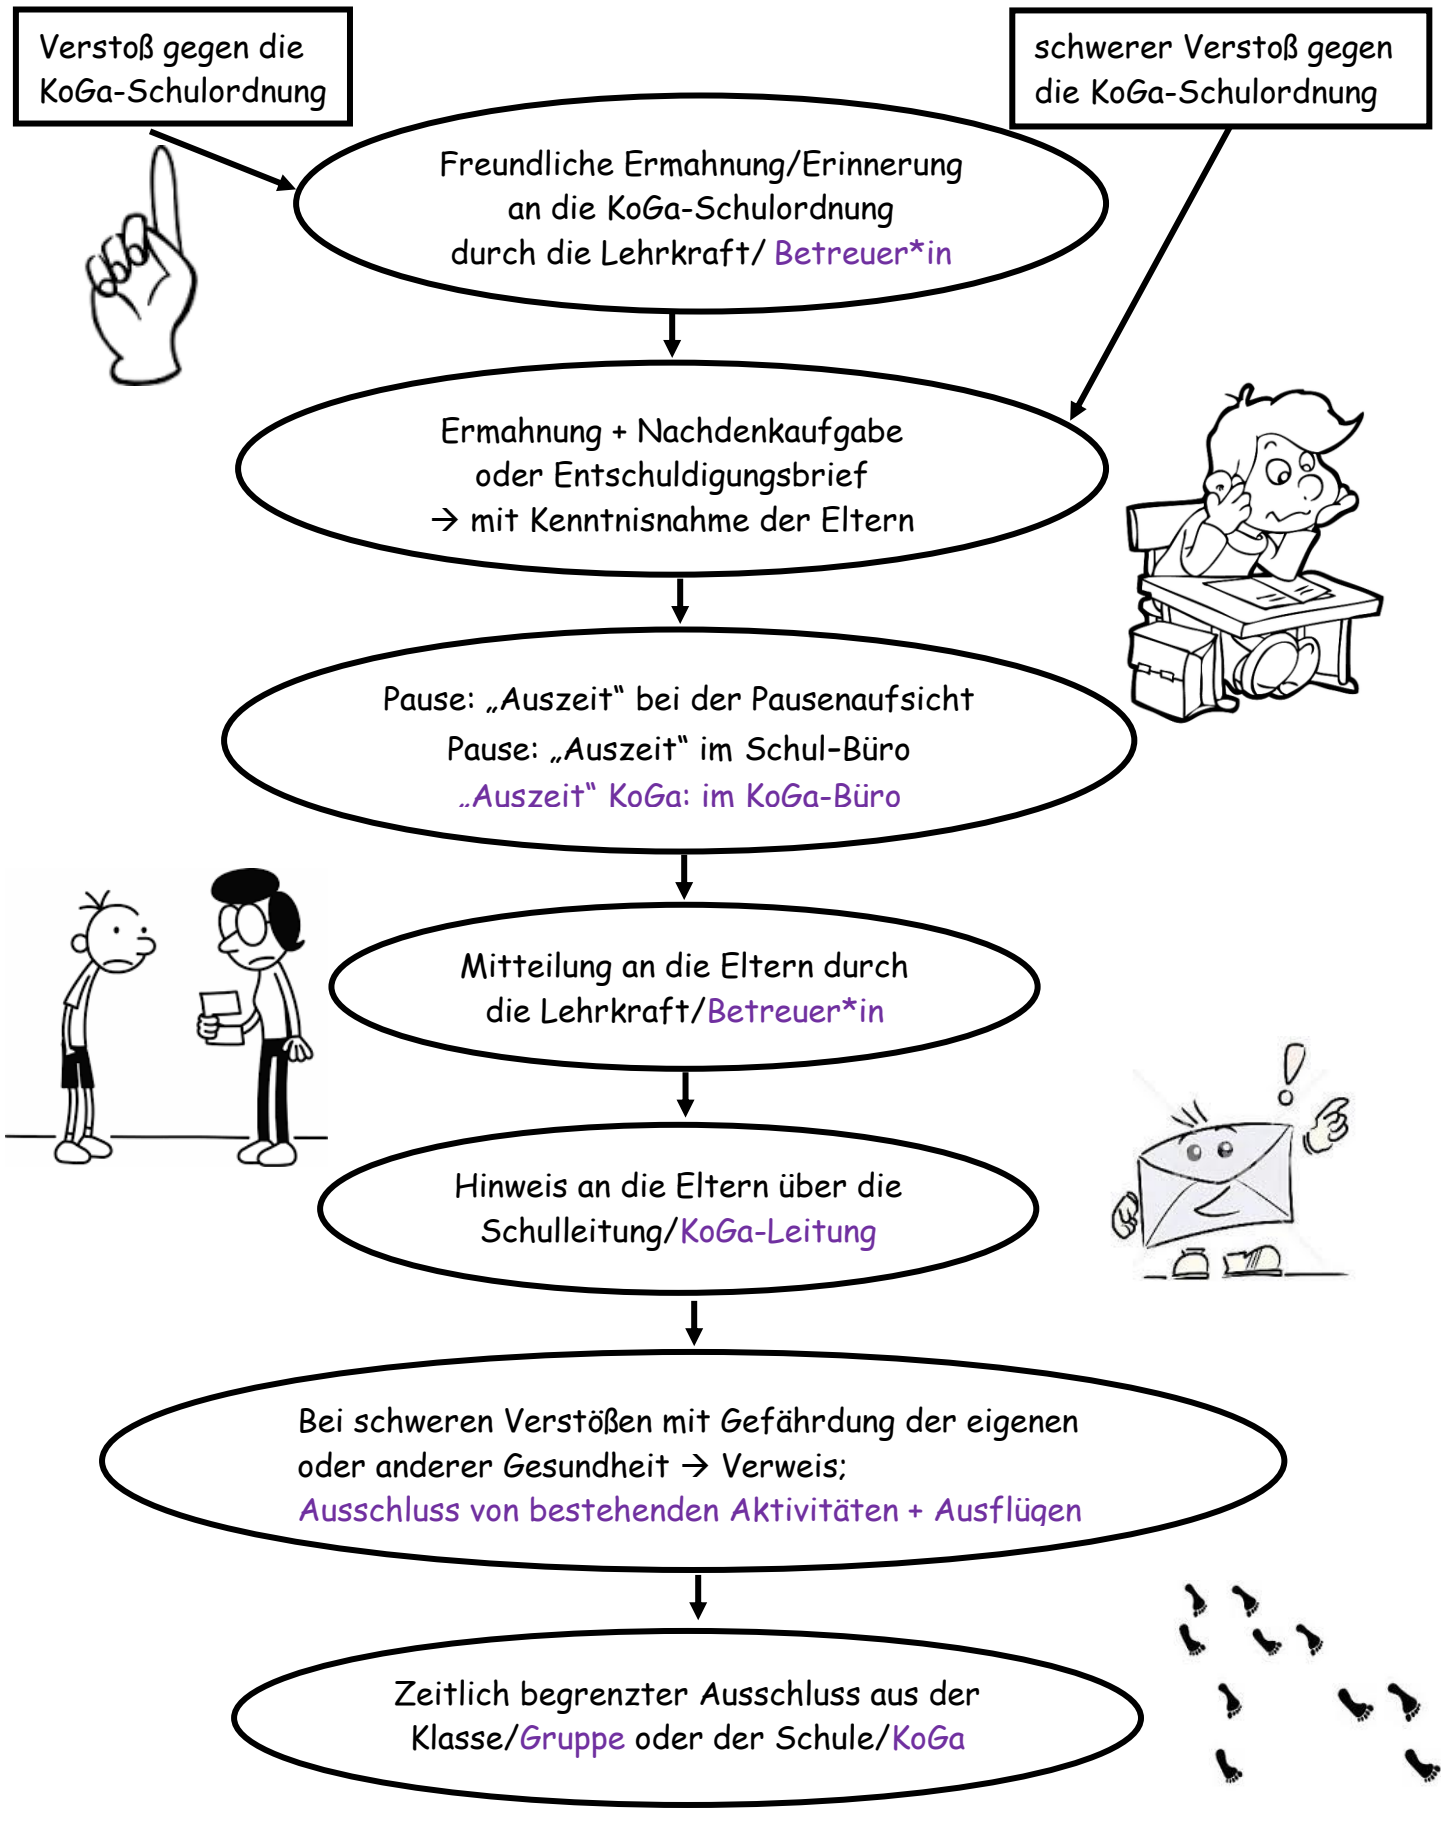 Verstoß gegen die
KoGa-Schulordnung
schwerer Verstoß gegen
die KoGa-Schulordnung
Freundliche Ermahnung/Erinnerung
an die KoGa-Schulordnung
durch die Lehrkraft/ Betreuer*in
Ermahnung + Nachdenkaufgabe
oder Entschuldigungsbrief
→ mit Kenntnisnahme der Eltern
Pause: „Auszeit“ bei der Pausenaufsicht
Pause: „Auszeit“ im Schul-Büro
„Auszeit“ KoGa: im KoGa-Büro
Mitteilung an die Eltern durch
die Lehrkraft/Betreuer*in
Hinweis an die Eltern über die
Schulleitung/KoGa-Leitung
Bei schweren Verstößen mit Gefährdung der eigenen
oder anderer Gesundheit → Verweis;
Ausschluss von bestehenden Aktivitäten + Ausflügen
Zeitlich begrenzter Ausschluss aus der
Klasse/Gruppe oder der Schule/KoGa